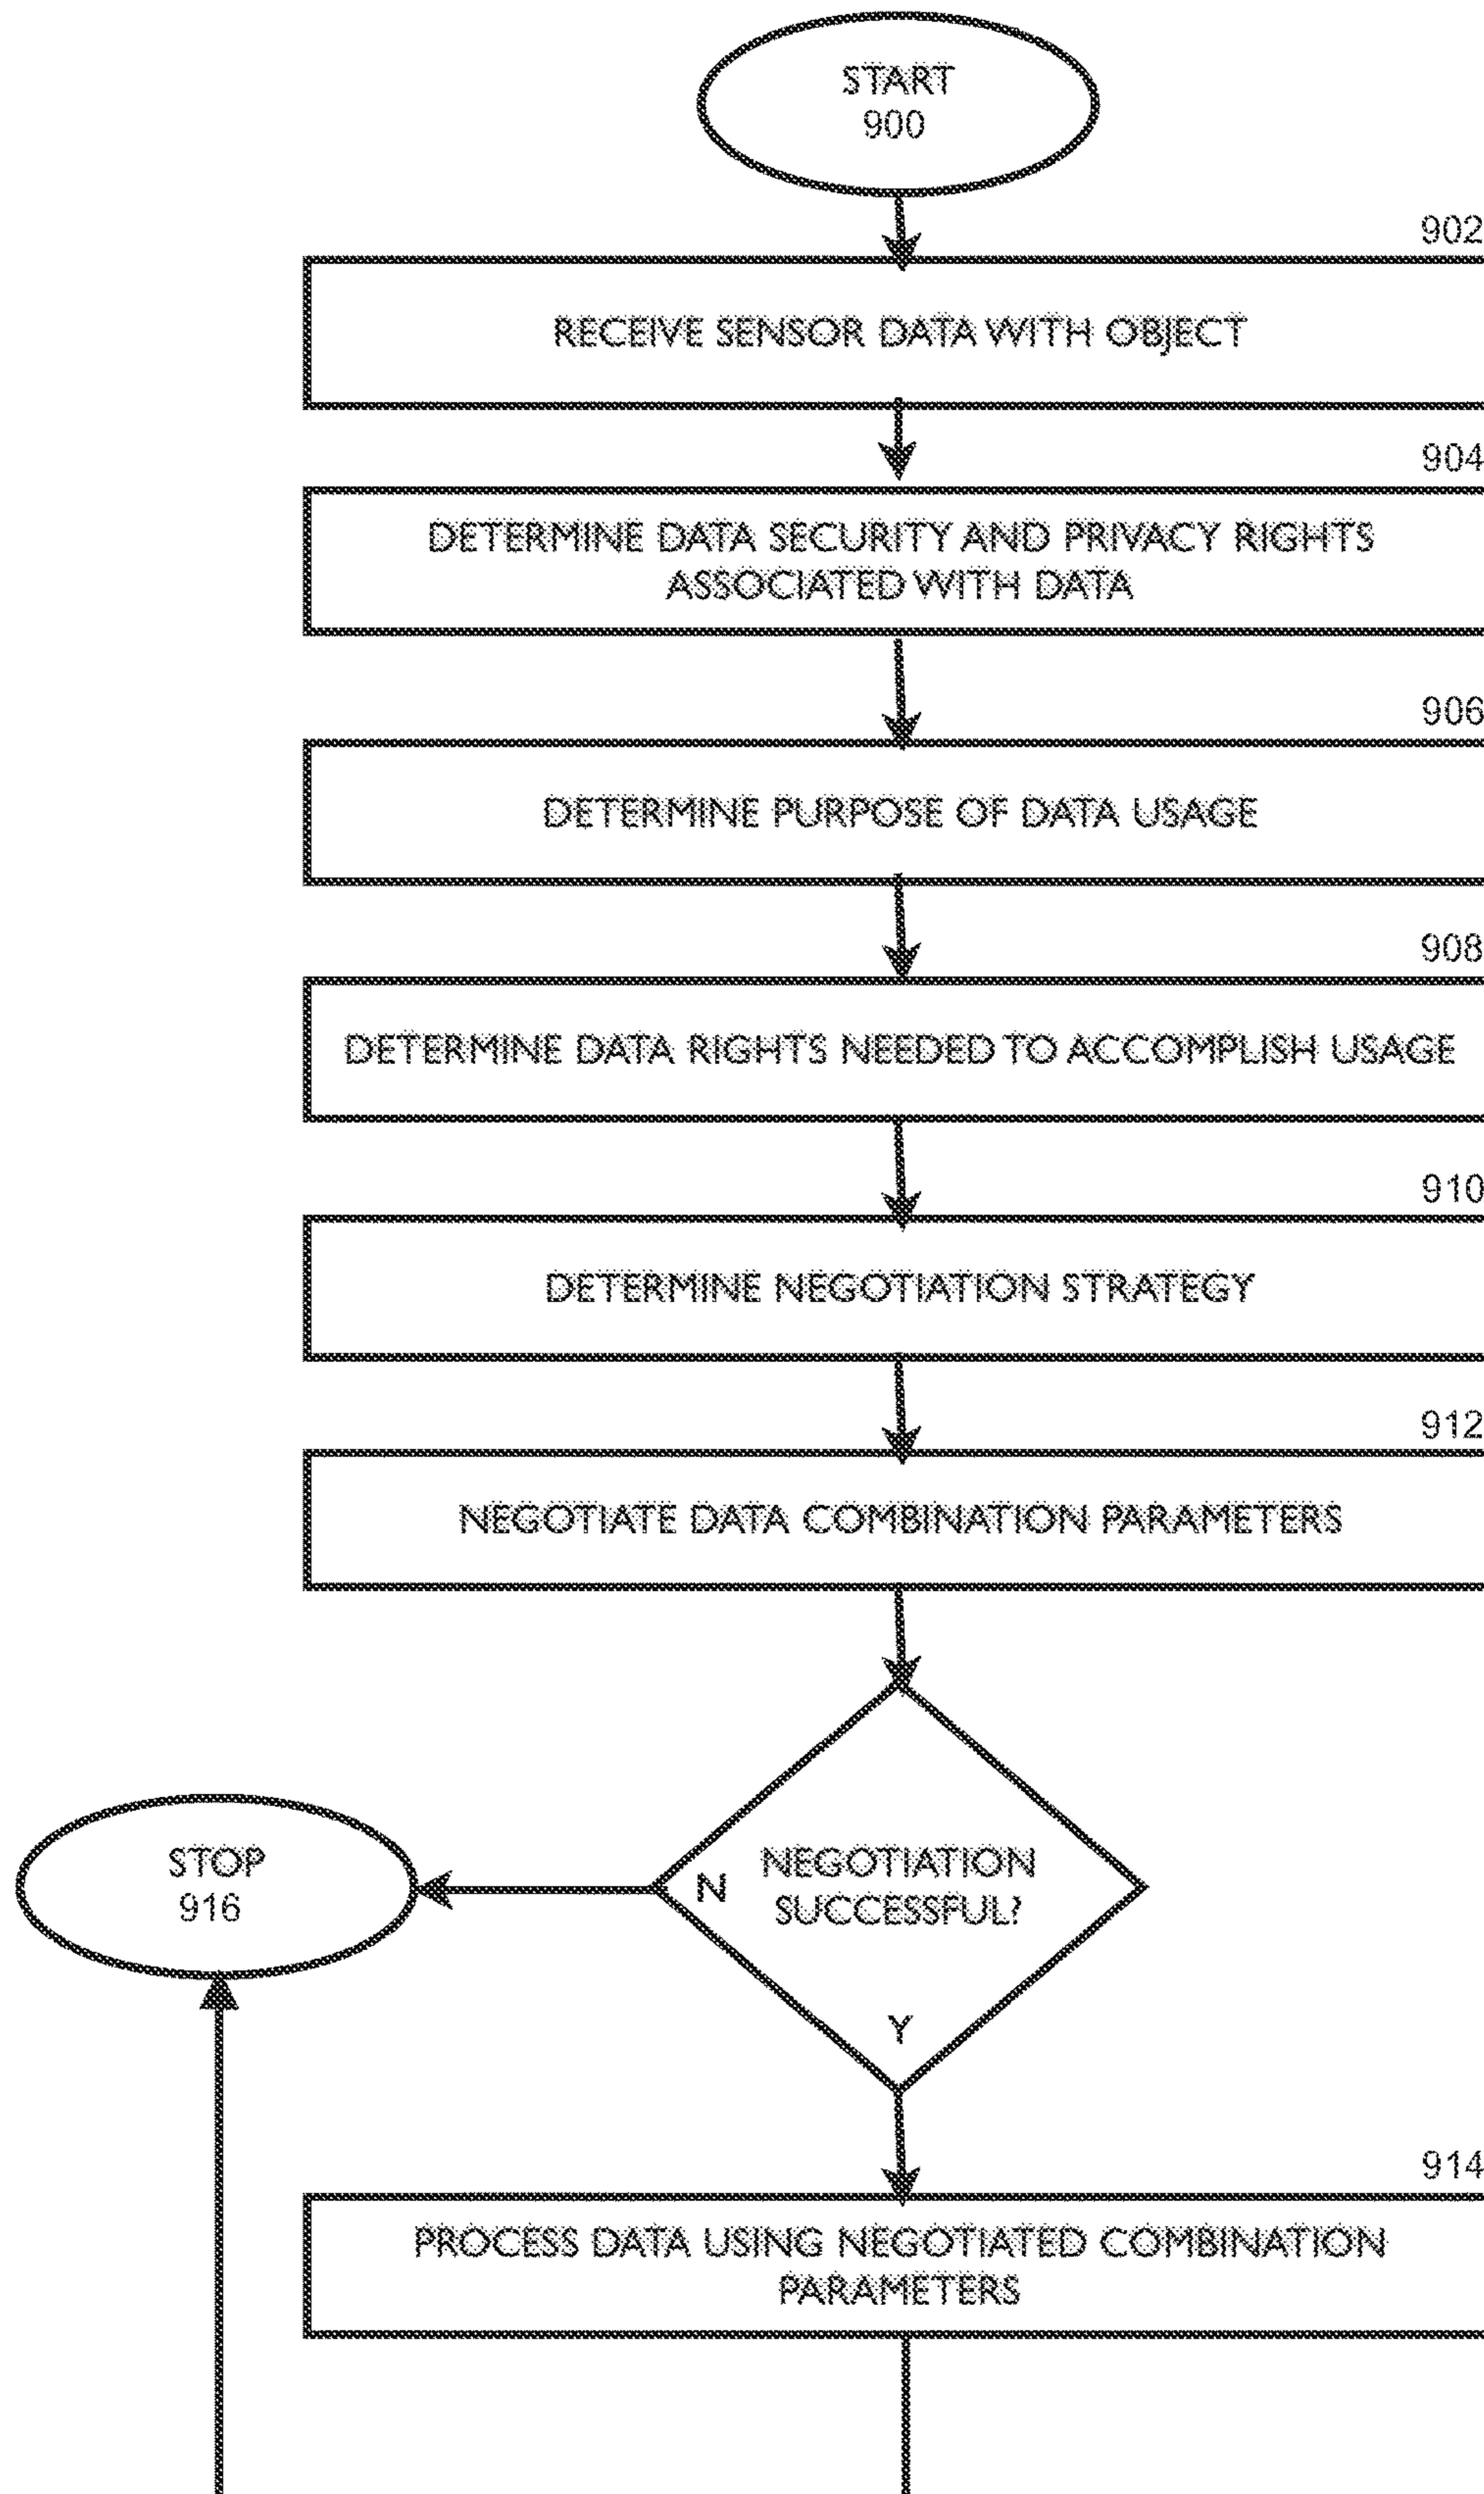 START
900
902
RECEIVE SENSOR DATA WITH OBJECT
904
DETERMINE DATA SECURITY AND PRIVACY RIGHTS
ASSOCIATED WITH DATA
906
DETERMINE PURPOSE OF DATA USAGE
908
DETERMINE DATA RIGHTS NEEDED TO ACCOMPLISH USAGE
910
DETERMINE NEGOTIATION STRATEGY
912
NEGOTIATE DATA COMBINATION PARAMETERS
STOP
916
N
NEGOTIATION
SUCCESSFUL?
Y
914
PROCESS DATA USING NEGOTIATED COMBINATION
PARAMETERS